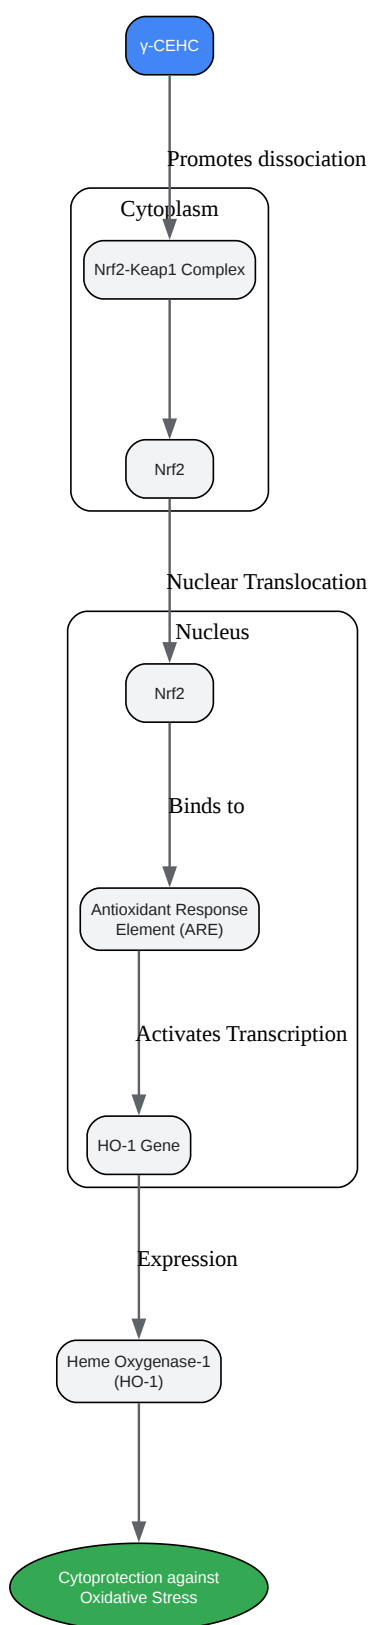 γ-CEHC
Promotes dissociation
Cytoplasm
Nrf2-Keap1 Complex
Nrf2
Nuclear Translocation
Nucleus
Nrf2
Binds to
Antioxidant Response
Element (ARE)
Activates Transcription
HO-1 Gene
Expression
Heme Oxygenase-1
(HO-1)
Cytoprotection against
Oxidative Stress